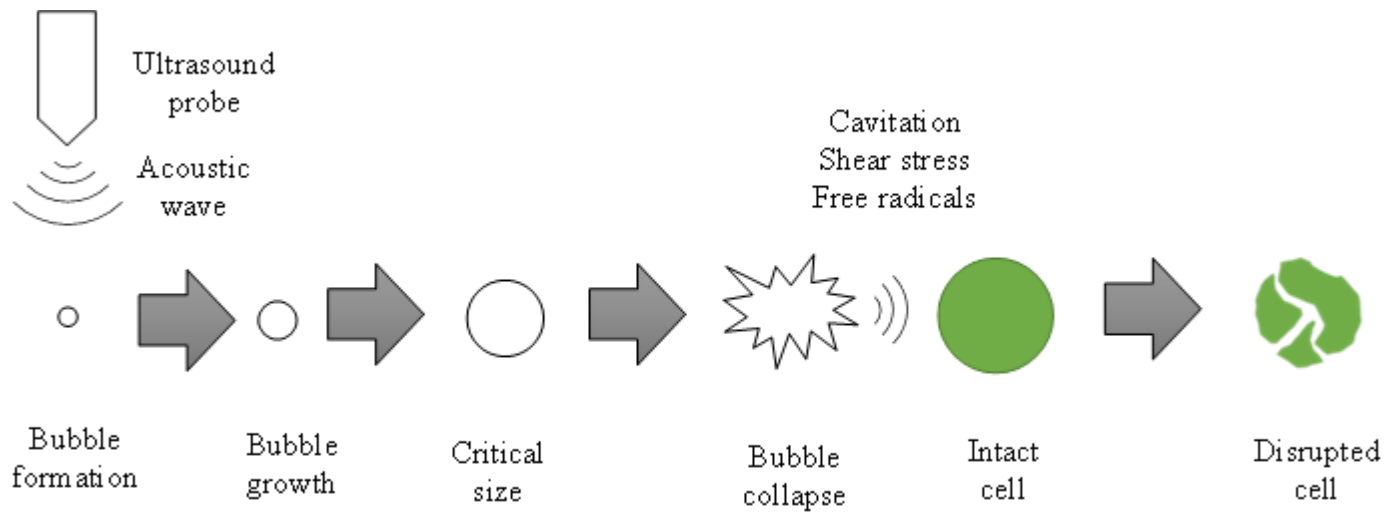 Ultrasound
probe
Acoustic
wave
Cavitation
Shear stress
Free radicals
Bubble
formation
Bubble
growth
Critical
size
Bubble
collapse
Intact
cell
Disrupted
cell